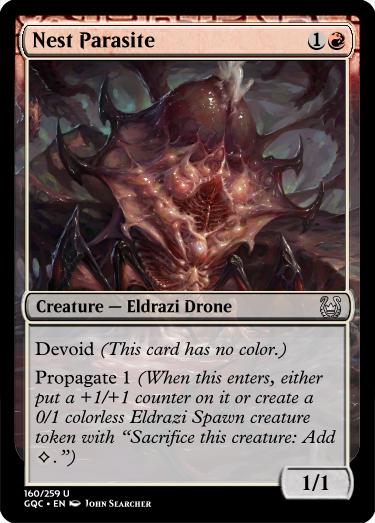 Nest Parasite 1
Creature — Eldrazi Drone
Devoid (This card has no color.)
Propagate 1 (When this enters, either
put a +1/+1 counter on it or create a
0/1 colorless Eldrazi Spawn creature
token with “Sacrifice this creature: Add
.”)
1/1
160/259 U
GQC • EN John Searcher